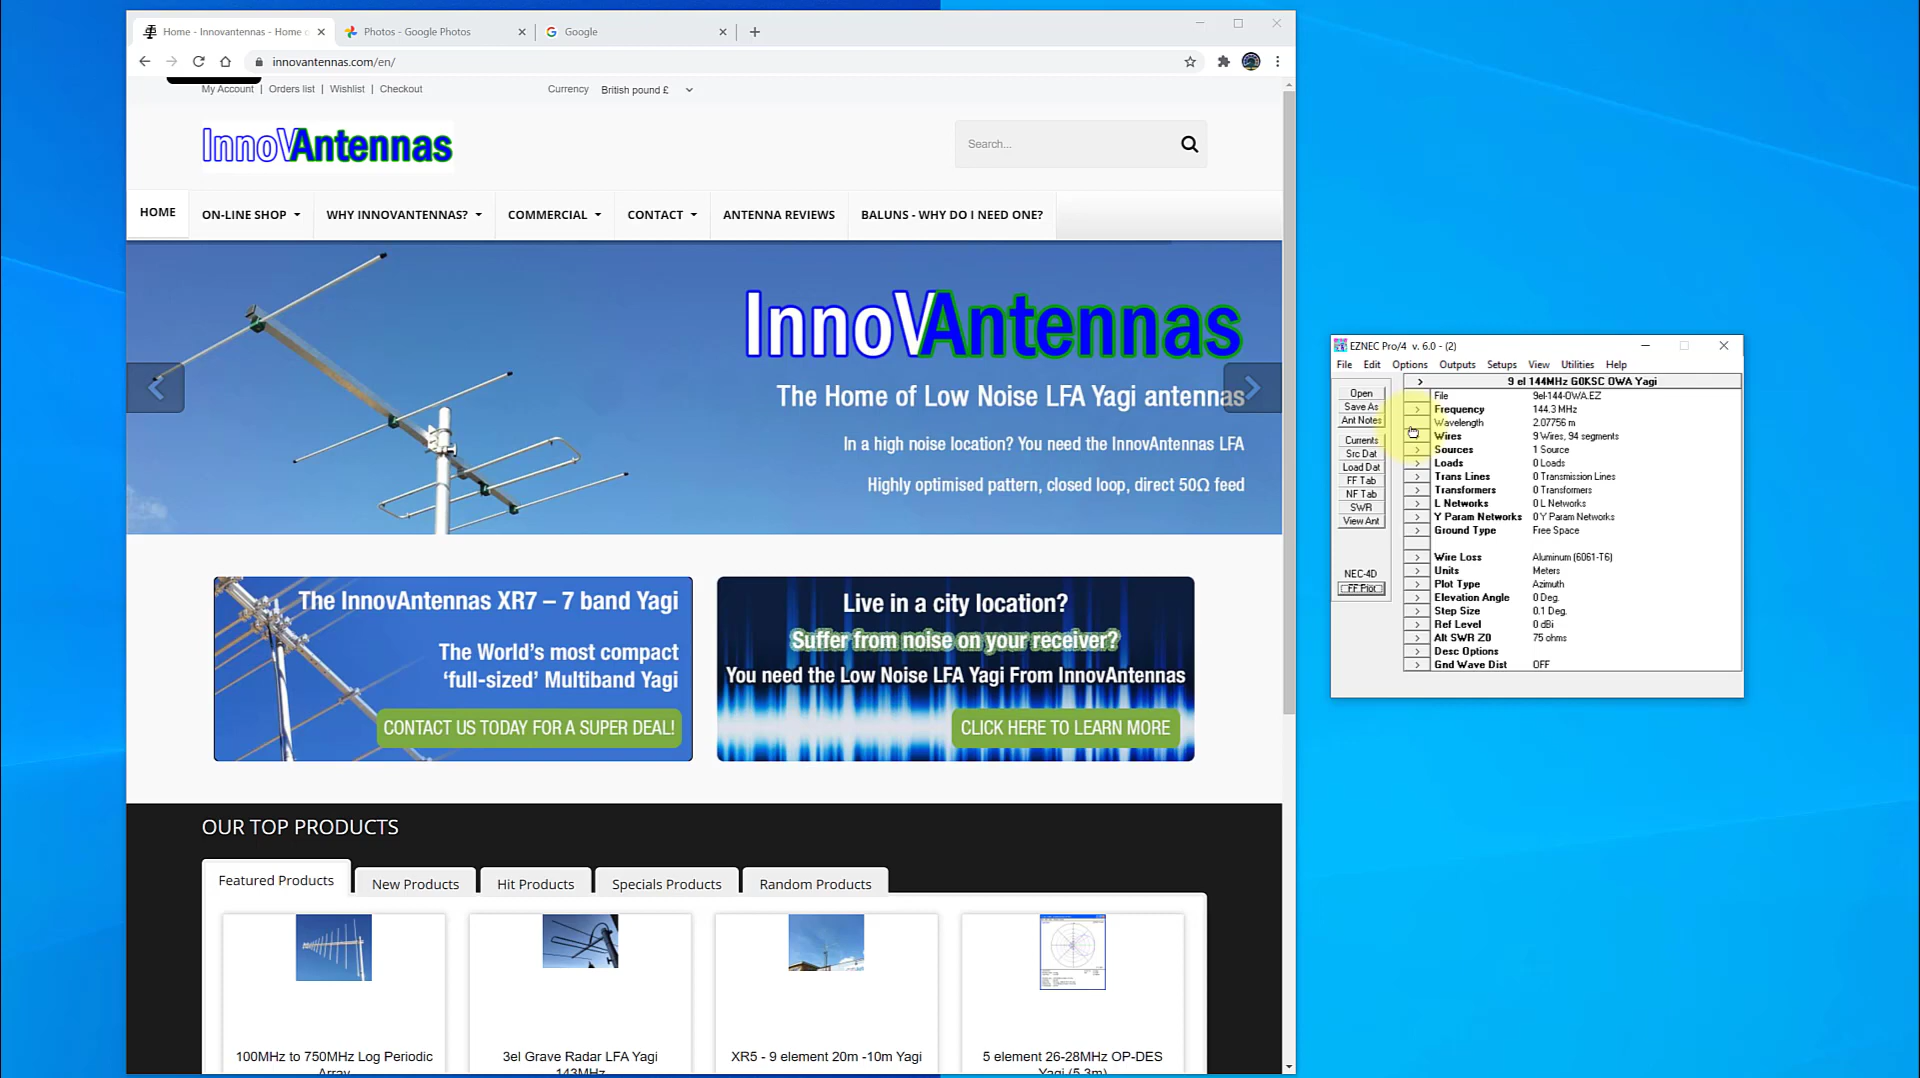 Home - Innovantennas - Home o
Photos - Google Photos
Google
innovantennas.com/en/
My Account | Orders list | Wishlist | Checkout
Currency British pound £
InnoVAntennas
Search...
HOME
ON-LINE SHOP
WHY INNOVANTENNAS?
COMMERCIAL
CONTACT
ANTENNA REVIEWS
BALUNS - WHY DO I NEED ONE?
InnoVAntennas
The Home of Low Noise LFA Yagi antennas
In a high noise location? You need the InnovAntennas LFA
Highly optimised pattern, closed loop, direct 50Ω feed
The InnovAntennas XR7 – 7 band Yagi
The World's most compact
'full-sized' Multiband Yagi
CONTACT US TODAY FOR A SUPER DEAL!
Live in a city location?
Suffer from noise on your receiver?
You need the Low Noise LFA Yagi From InnovAntennas
CLICK HERE TO LEARN MORE
OUR TOP PRODUCTS
Featured Products
New Products
Hit Products
Specials Products
Random Products
100MHz to 750MHz Log Periodic
Array
3el Grave Radar LFA Yagi
143MHz
XR5 - 9 element 20m -10m Yagi
5 element 26-28MHz OP-DES
Yagi (5.3m)
EZNEC Pro/4 v. 6.0 - (2)
File Edit Options Outputs Setups View Utilities Help
Open
Save As
Ant Notes
Currents
Src Dat
Load Dat
FF Tab
NF Tab
SWR
View Ant
NEC-4D
FF Plot
> 9 el 144MHz G0KSC OWA Yagi
File 9el-144-OWA.EZ
> Frequency 144.3 MHz
Wavelength 2.07756 m
Wires 9 Wires, 94 segments
> Sources 1 Source
> Loads 0 Loads
> Trans Lines 0 Transmission Lines
> Transformers 0 Transformers
> L Networks 0 L Networks
> Y Param Networks 0 Y Param Networks
> Ground Type Free Space
> Wire Loss Aluminum (6061-T6)
> Units Meters
> Plot Type Azimuth
> Elevation Angle 0 Deg.
> Step Size 0.1 Deg.
> Ref Level 0 dBi
> Alt SWR Z0 75 ohms
> Desc Options
> Gnd Wave Dist OFF